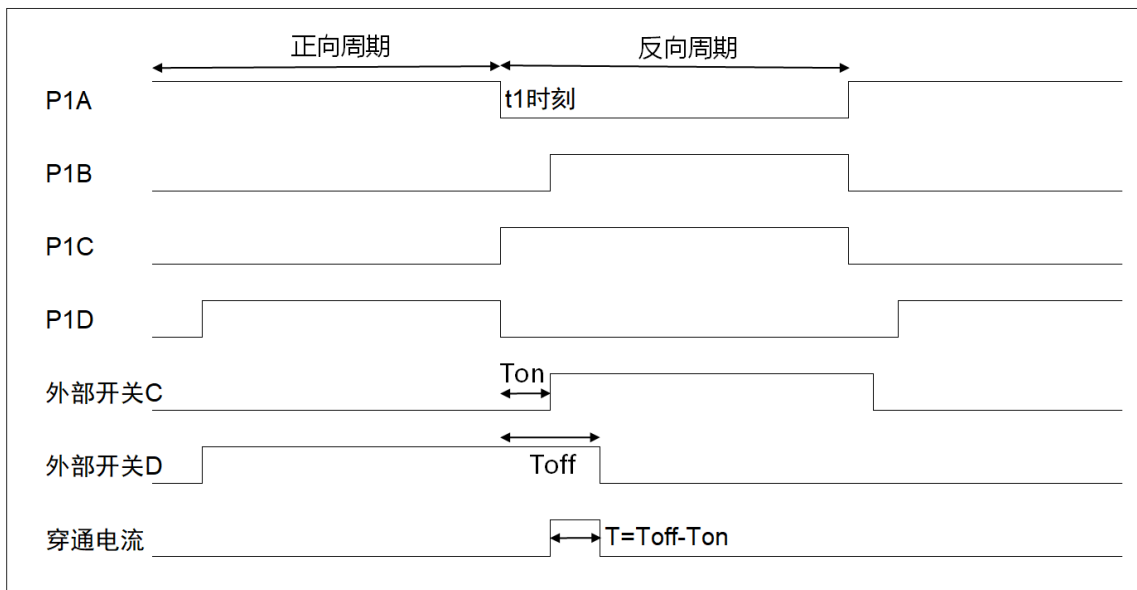 正向周期
反向周期
P1A
t1时刻
P1B
P1C
P1D
Ton
外部开关C
外部开关D
Toff
穿通电流
T=Toff-Ton